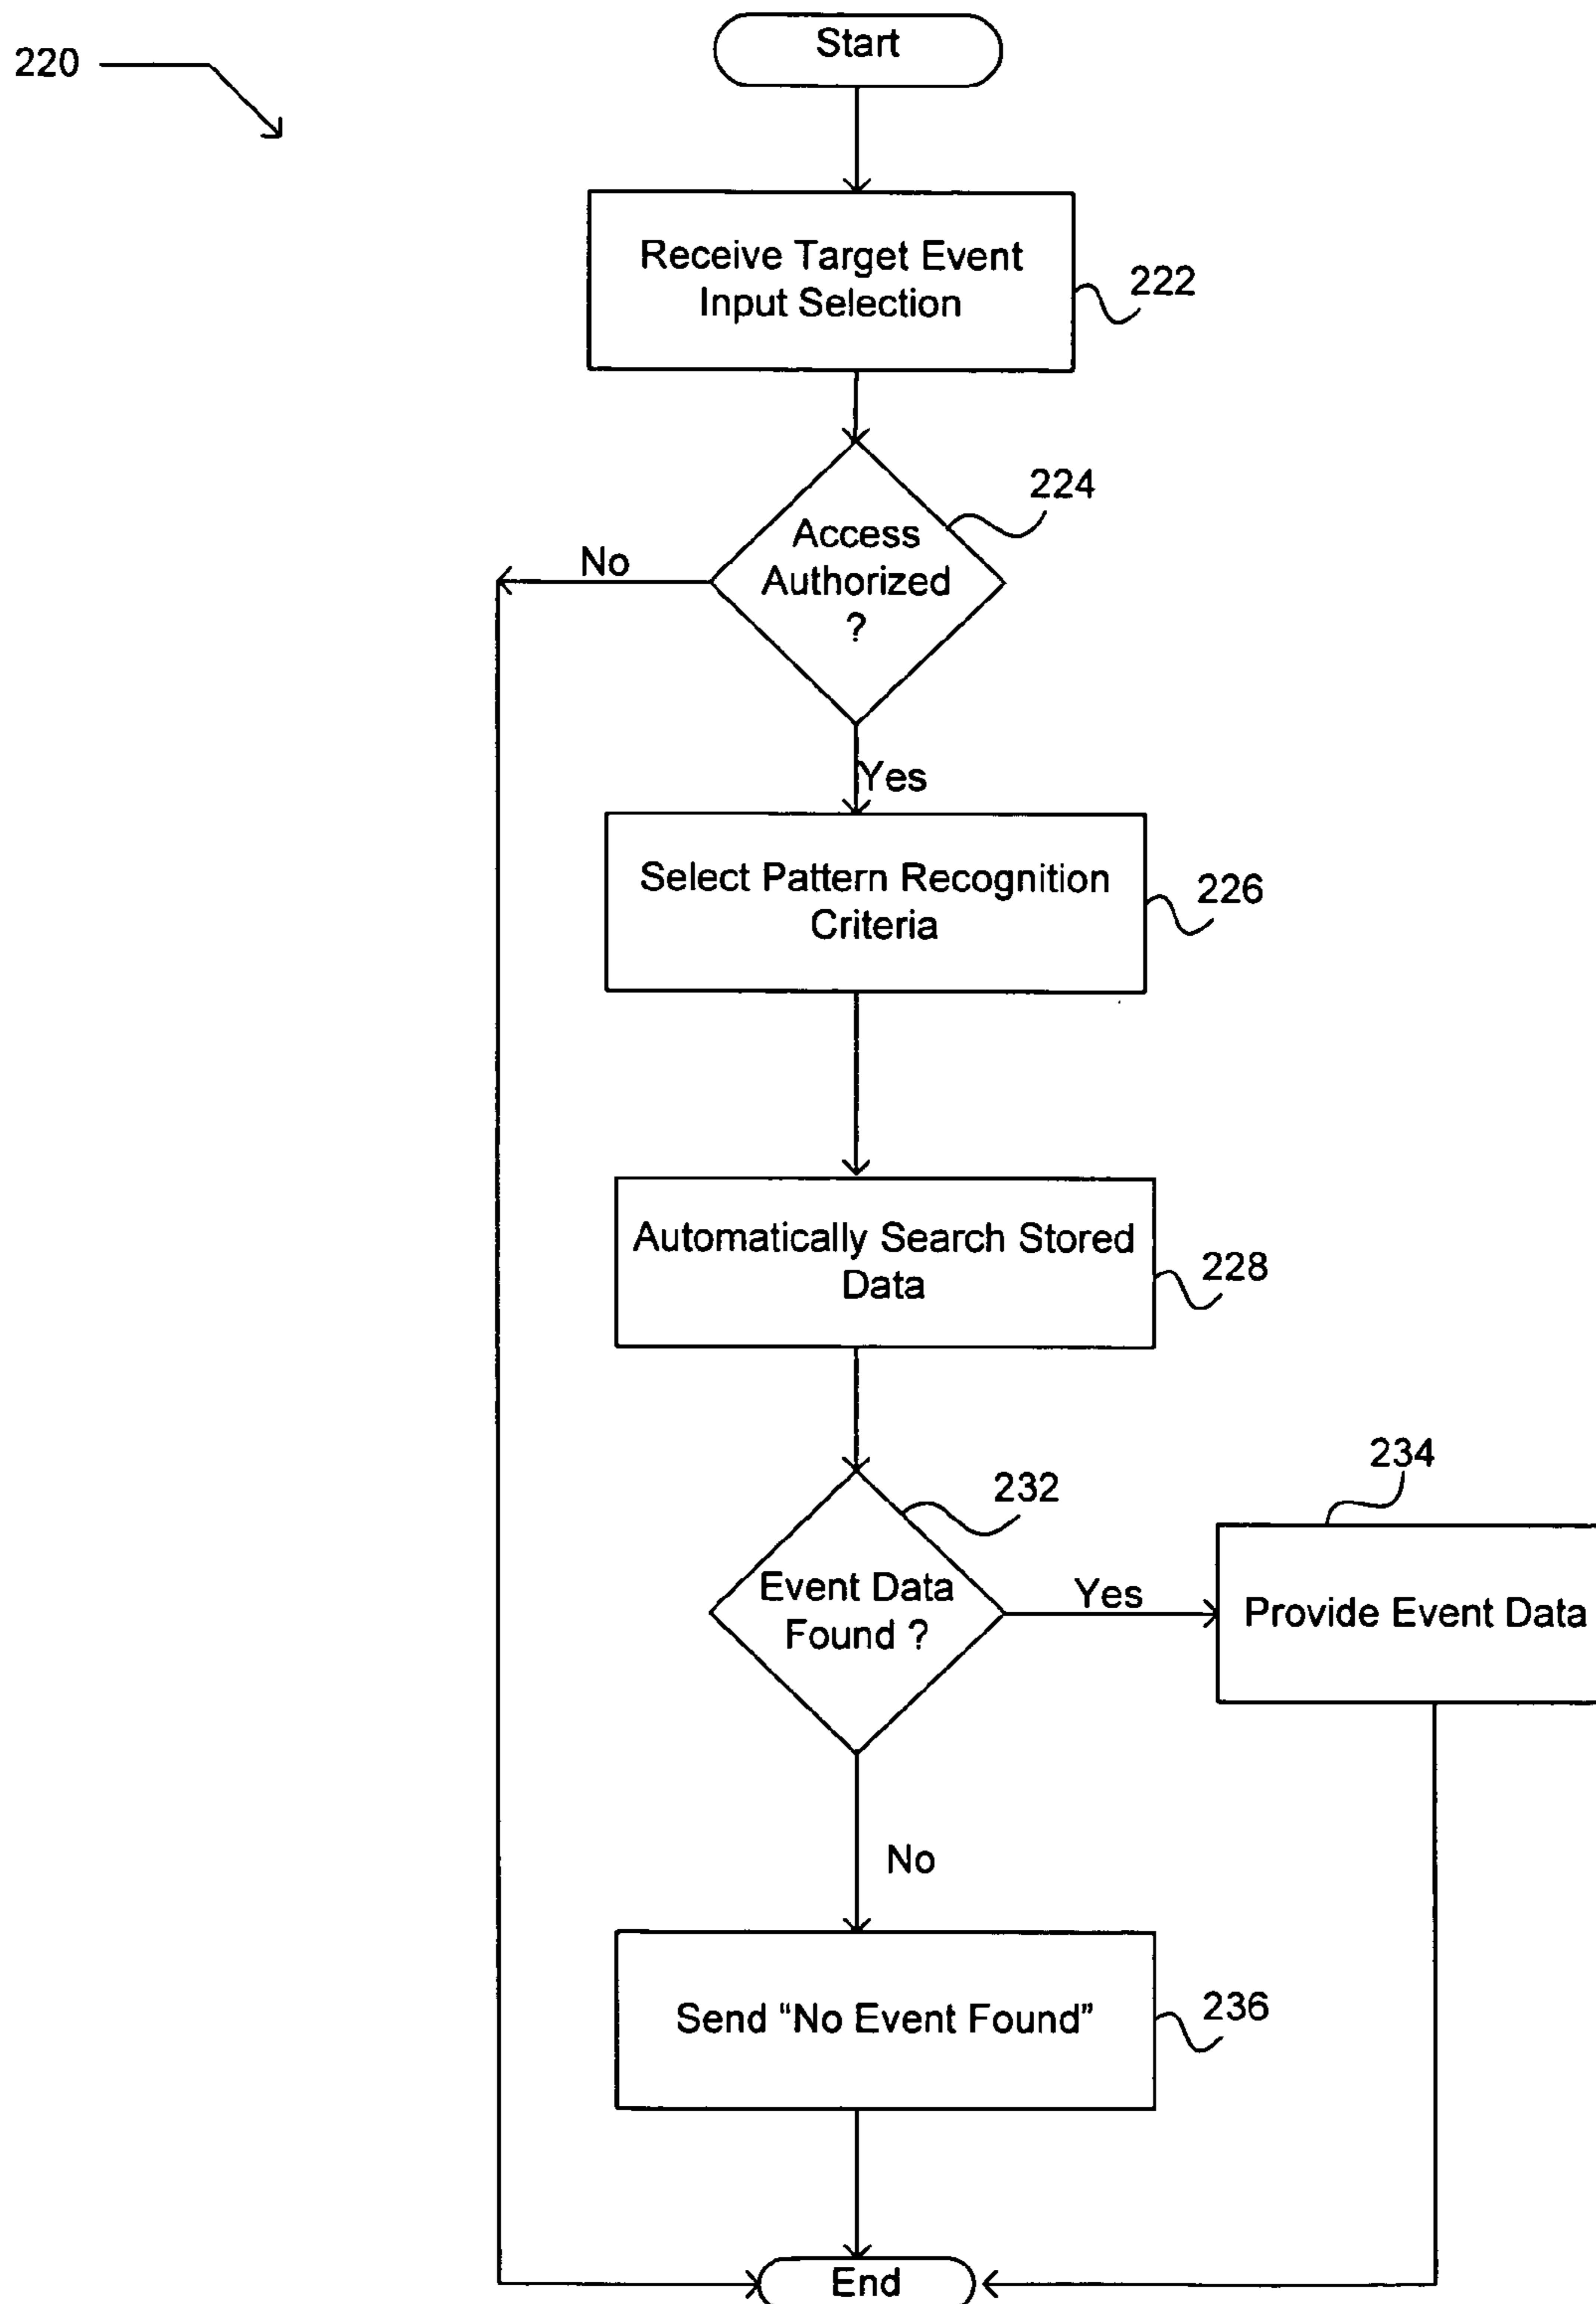 Start
220
Receive Target Event
Input Selection
222
224
Access
Authorized
?
No
Yes
Select Pattern Recognition
Criteria
226
Automatically Search Stored
Data
228
232
234
Event Data
Found ?
Yes
Provide Event Data
No
Send “No Event Found”
236
End